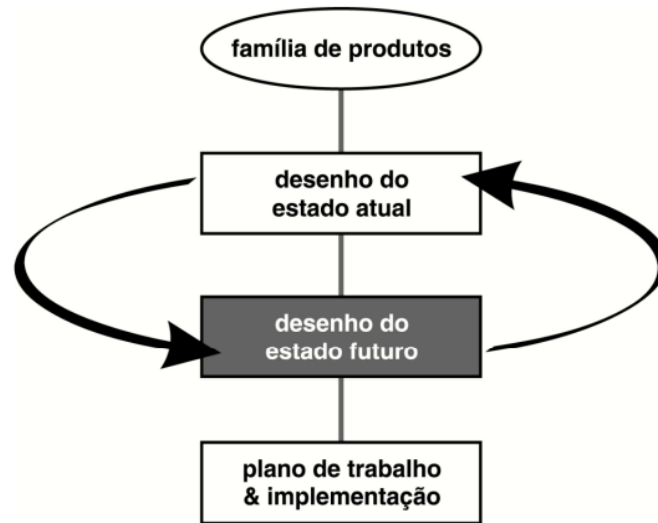 família de produtos
desenho do
estado atual
desenho do
estado futuro
plano de trabalho
& implementação